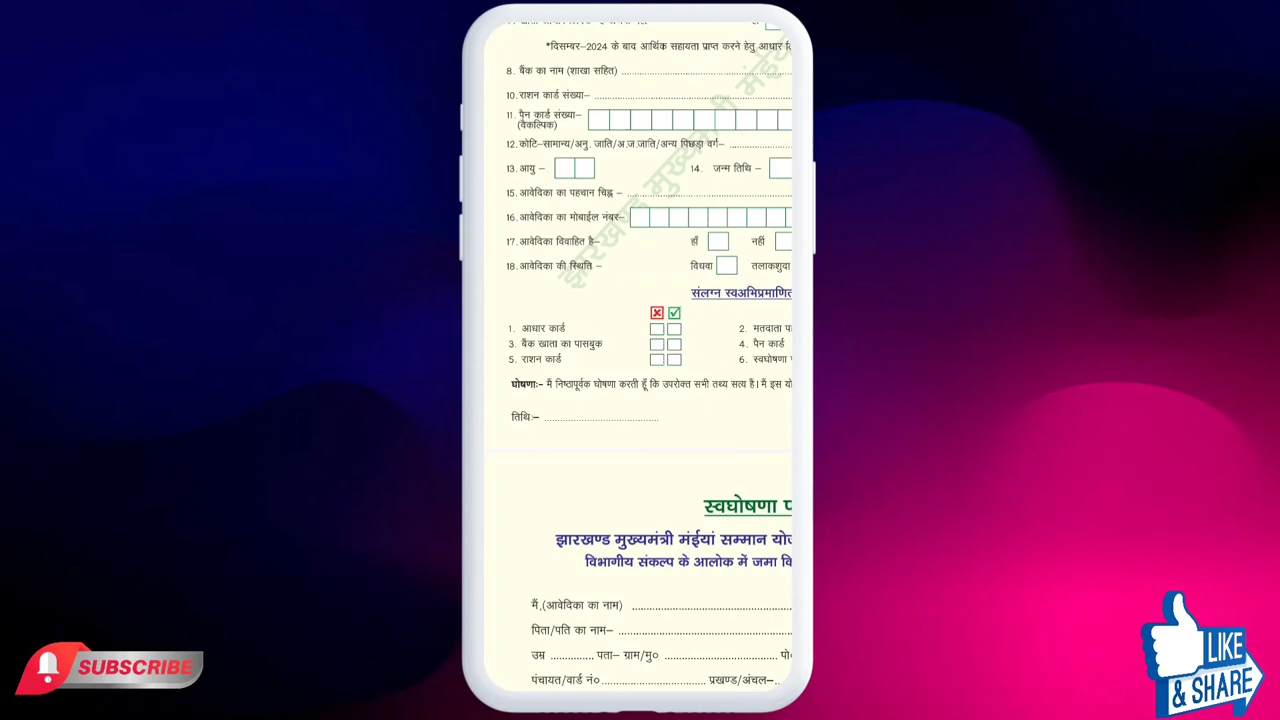 *दिसम्बर–2024 के बाद आर्थिक सहायता प्राप्त करने हेतु आधार
8. बैंक का नाम (शाखा सहित)
10. राशन कार्ड संख्या–
11. पैन कार्ड संख्या–
(वैकल्पिक)
12. कोटि–सामान्य/अनु. जाति/अ.ज.जाति/अन्य पिछड़ा वर्ग–
13. आयु – 14. जन्म तिथि –
15. आवेदिका का पहचान चिह्न –
16. आवेदिका का मोबाईल नंबर–
17. आवेदिका विवाहित है– हाँ नहीं
18. आवेदिका की स्थिति – विधवा तलाकशुदा
झारखण्ड मुख्यमंत्री मंईयां
संलग्न स्वअभिप्रमाणित
1. आधार कार्ड 2. मतदाता
3. बैंक खाता का पासबुक 4. पैन कार्ड
5. राशन कार्ड 6. स्वघोषणा
घोषणाः– मैं निष्ठापूर्वक घोषणा करती हूँ कि उपरोक्त सभी तथ्य सत्य हैं। मैं इस
तिथिः–
स्वघोषणा
झारखण्ड मुख्यमंत्री मंईयां सम्मान
विभागीय संकल्प के आलोक में जमा
मैं,(आवेदिका का नाम)
पिता/पति का नाम–
उम्र पता– ग्राम/मु०
पंचायत/वार्ड नं० प्रखण्ड/अंचल–
SUBSCRIBE
LIKE
& SHARE